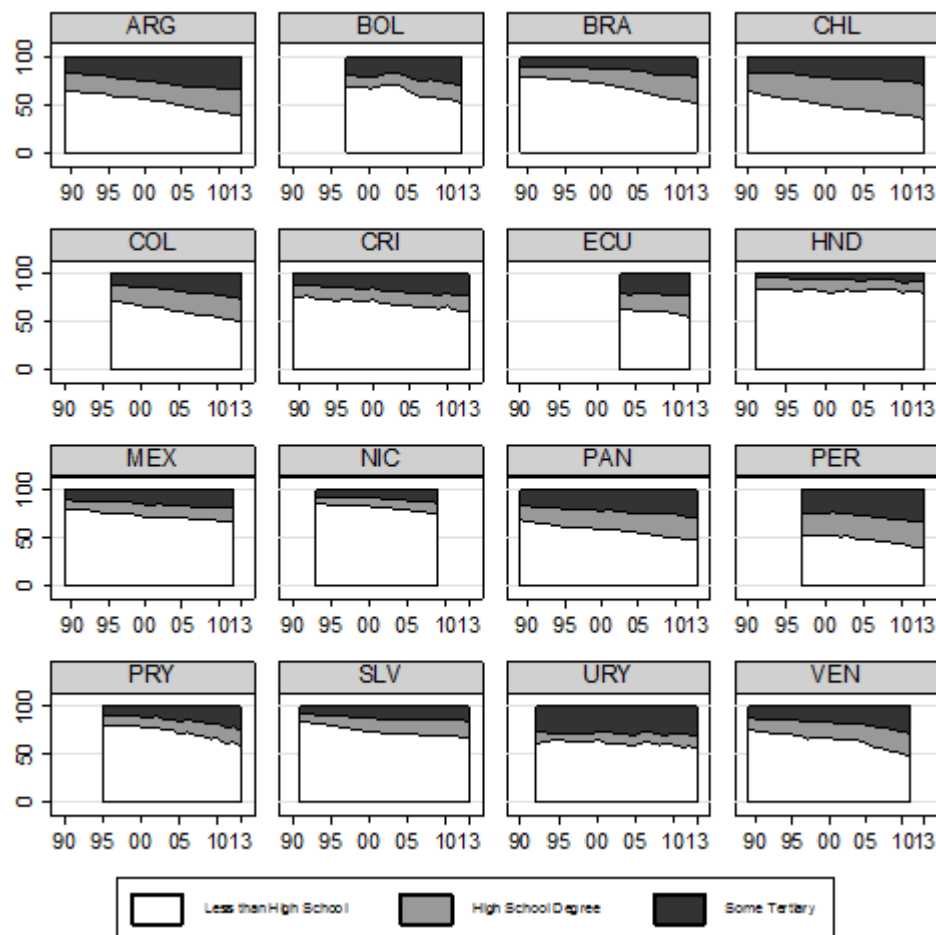 ARG BOL BRA CHL
100
50
0
90 95 00 05 1013 90 95 00 05 1013 90 95 00 05 1013 90 95 00 05 1013
COL CRI ECU HND
100
50
0
90 95 00 05 1013 90 95 00 05 1013 90 95 00 05 1013 90 95 00 05 1013
MEX NIC PAN PER
100
50
0
90 95 00 05 1013 90 95 00 05 1013 90 95 00 05 1013 90 95 00 05 1013
PRY SLV URY VEN
100
50
0
90 95 00 05 1013 90 95 00 05 1013 90 95 00 05 1013 90 95 00 05 1013
Less than High School High School Degree Some Tertiary